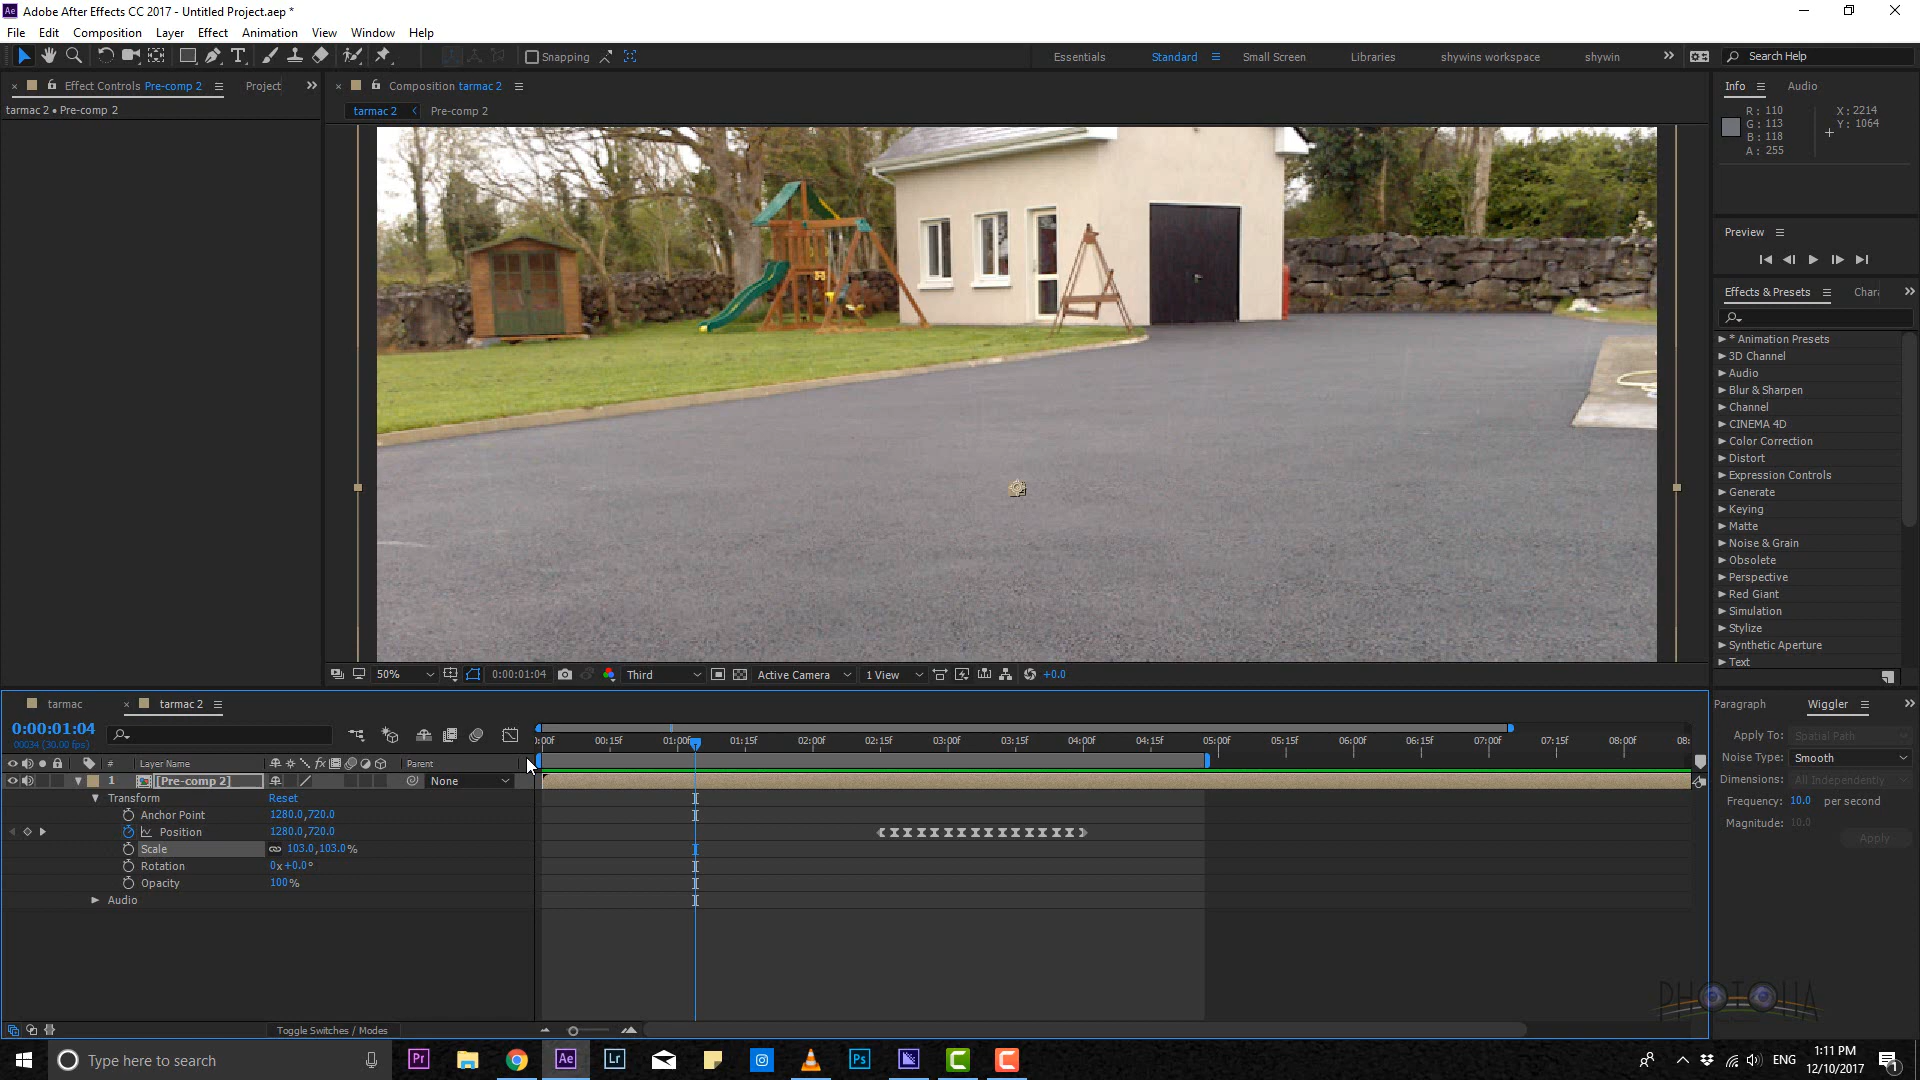 Adobe After Effects CC 2017 - Untitled Project.aep *
File Edit Composition Layer Effect Animation View Window Help
Snapping
Essentials Standard Small Screen Libraries shywins workspace shywin Search Help
Effect Controls Pre-comp 2 Project
Composition tarmac 2
Info Audio
tarmac 2 • Pre-comp 2
tarmac 2 Pre-comp 2
R: 110
G: 113
B: 118
A: 255
X: 2214
Y: 1064
Preview
Effects & Presets Chara
* Animation Presets
3D Channel
Audio
Blur & Sharpen
Channel
CINEMA 4D
Color Correction
Distort
Expression Controls
Generate
Keying
Matte
Noise & Grain
Obsolete
Perspective
Red Giant
Simulation
Stylize
Synthetic Aperture
Text
50% 0:00:01:04 Third Active Camera 1 View +0.0
tarmac tarmac 2
0:00:01:04
00034 (30.00 fps)
):00f 00:15f 01:00f 01:15f 02:00f 02:15f 03:00f 03:15f 04:00f 04:15f 05:00f 05:15f 06:00f 06:15f 07:00f 07:15f 08:00f 08:
# Layer Name fx Parent
1 [Pre-comp 2] None
Transform Reset
Anchor Point 1280.0,720.0
Position 1280.0,720.0
Scale 103.0,103.0%
Rotation 0x+0.0°
Opacity 100%
Audio
Toggle Switches / Modes
Paragraph Wiggler
Apply To: Spatial Path
Noise Type: Smooth
Dimensions: All Independently
Frequency: 10.0 per second
Magnitude: 10.0
Apply
PHOTOLIA
Type here to search
Pr Ae Lr Ps
ENG
1:11 PM
12/10/2017
1